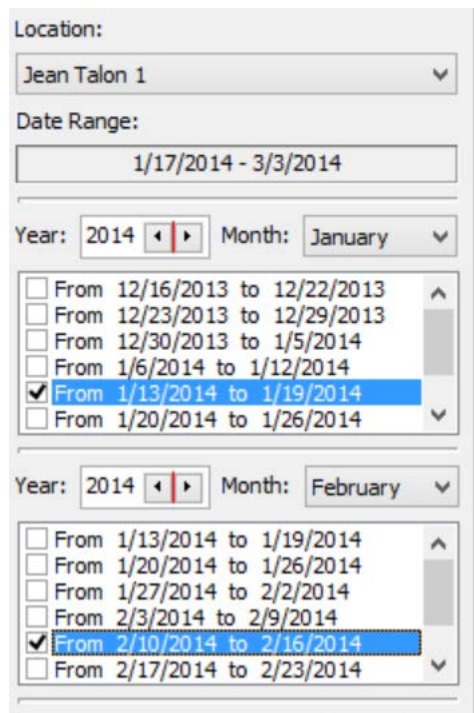 Location:
Jean Talon 1
Date Range:
1/17/2014 - 3/3/2014
Year: 2014 Month: January
From 12/16/2013 to 12/22/2013
From 12/23/2013 to 12/29/2013
From 12/30/2013 to 1/5/2014
From 1/6/2014 to 1/12/2014
From 1/13/2014 to 1/19/2014
From 1/20/2014 to 1/26/2014
Year: 2014 Month: February
From 1/13/2014 to 1/19/2014
From 1/20/2014 to 1/26/2014
From 1/27/2014 to 2/2/2014
From 2/3/2014 to 2/9/2014
From 2/10/2014 to 2/16/2014
From 2/17/2014 to 2/23/2014